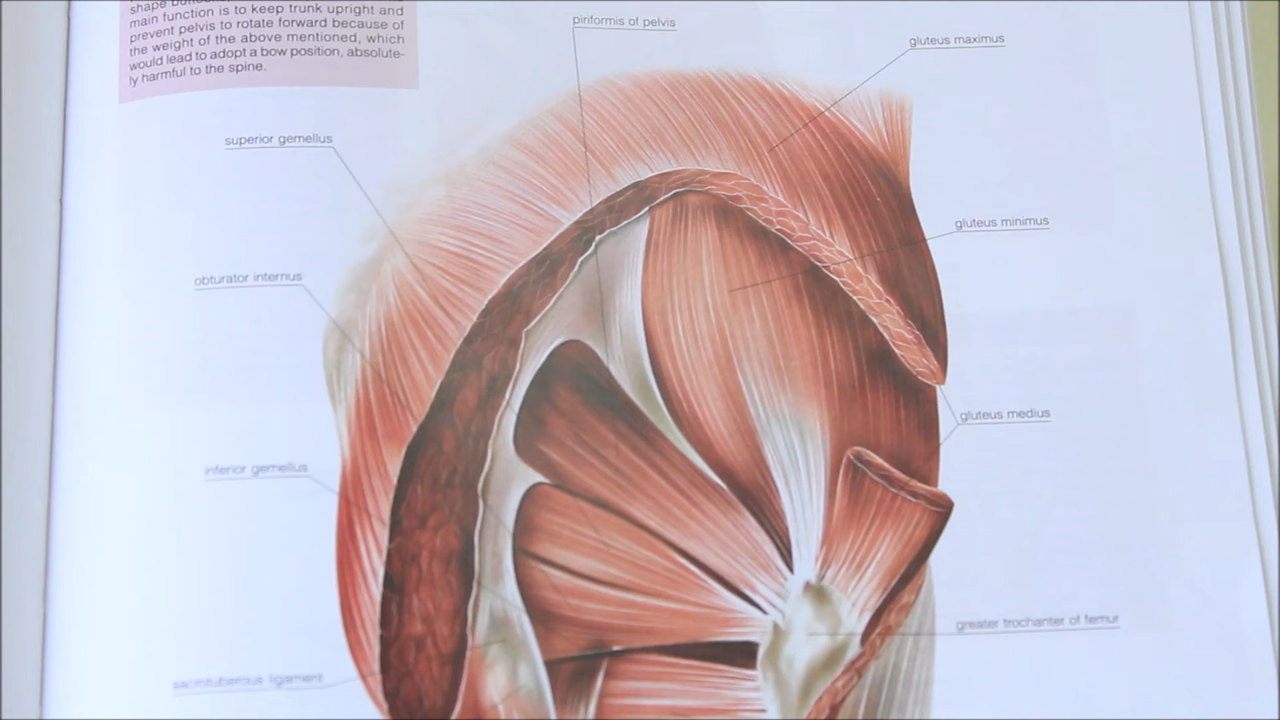 main function is to keep trunk upright and
prevent pelvis to rotate forward because of
the weight of the above mentioned, which
would lead to adopt a bow position, absolute-
ly harmful to the spine.
piriformis of pelvis
gluteus maximus
superior gemellus
gluteus minimus
obturator internus
gluteus medius
inferior gemellus
greater trochanter of femur
sacrotuberous ligament